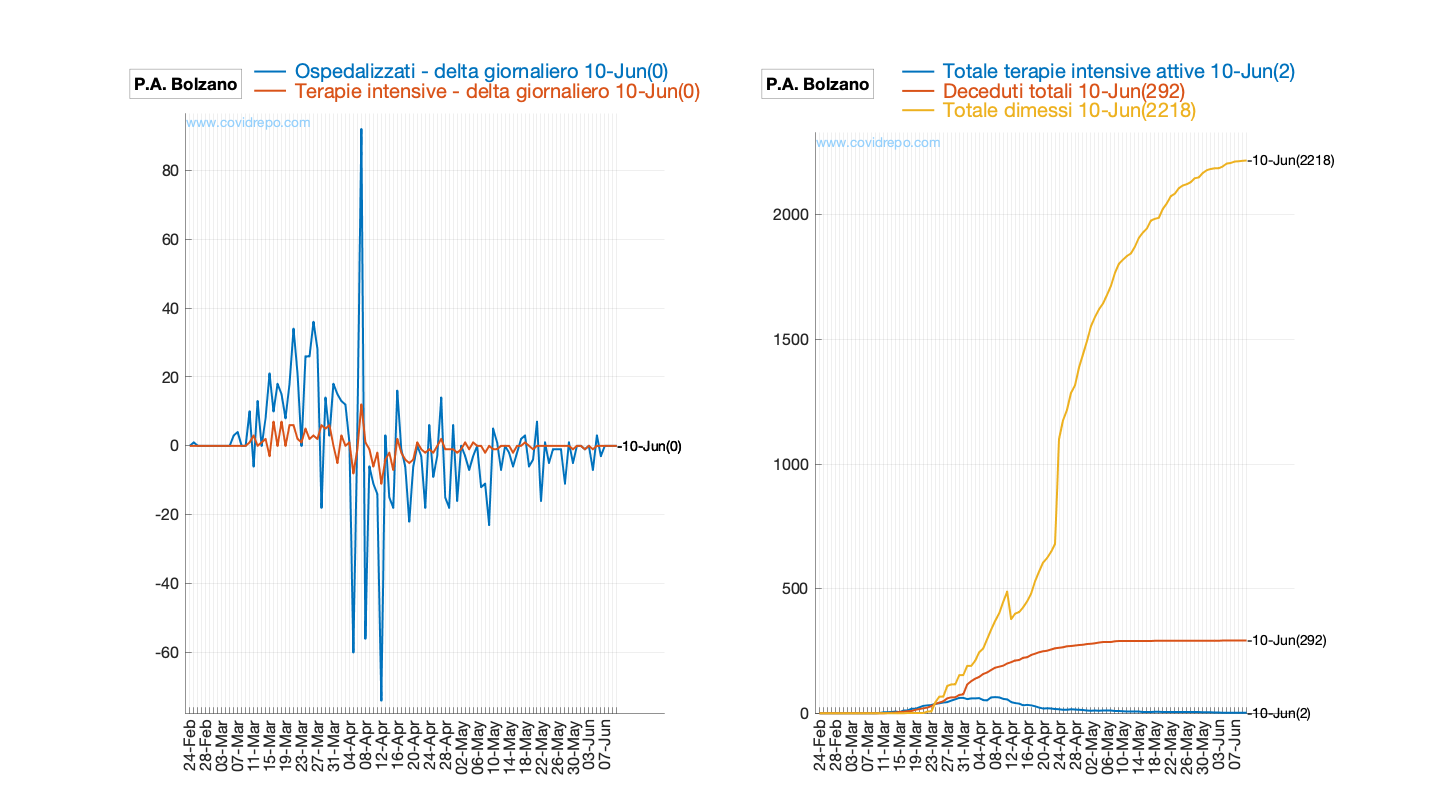 P.A. Bolzano
Ospedalizzati - delta giornaliero 10-Jun(0)
Terapie intensive - delta giornaliero 10-Jun(0)
www.covidrepo.com
80
60
40
20
0
-20
-40
-60
-10-Jun(0)
24-Feb
28-Feb
03-Mar
07-Mar
11-Mar
15-Mar
19-Mar
23-Mar
27-Mar
31-Mar
04-Apr
08-Apr
12-Apr
16-Apr
20-Apr
24-Apr
28-Apr
02-May
06-May
10-May
14-May
18-May
22-May
26-May
30-May
03-Jun
07-Jun
P.A. Bolzano
Totale terapie intensive attive 10-Jun(2)
Deceduti totali 10-Jun(292)
Totale dimessi 10-Jun(2218)
www.covidrepo.com
2000
1500
1000
500
0
-10-Jun(2218)
-10-Jun(292)
-10-Jun(2)
24-Feb
28-Feb
03-Mar
07-Mar
11-Mar
15-Mar
19-Mar
23-Mar
27-Mar
31-Mar
04-Apr
08-Apr
12-Apr
16-Apr
20-Apr
24-Apr
28-Apr
02-May
06-May
10-May
14-May
18-May
22-May
26-May
30-May
03-Jun
07-Jun